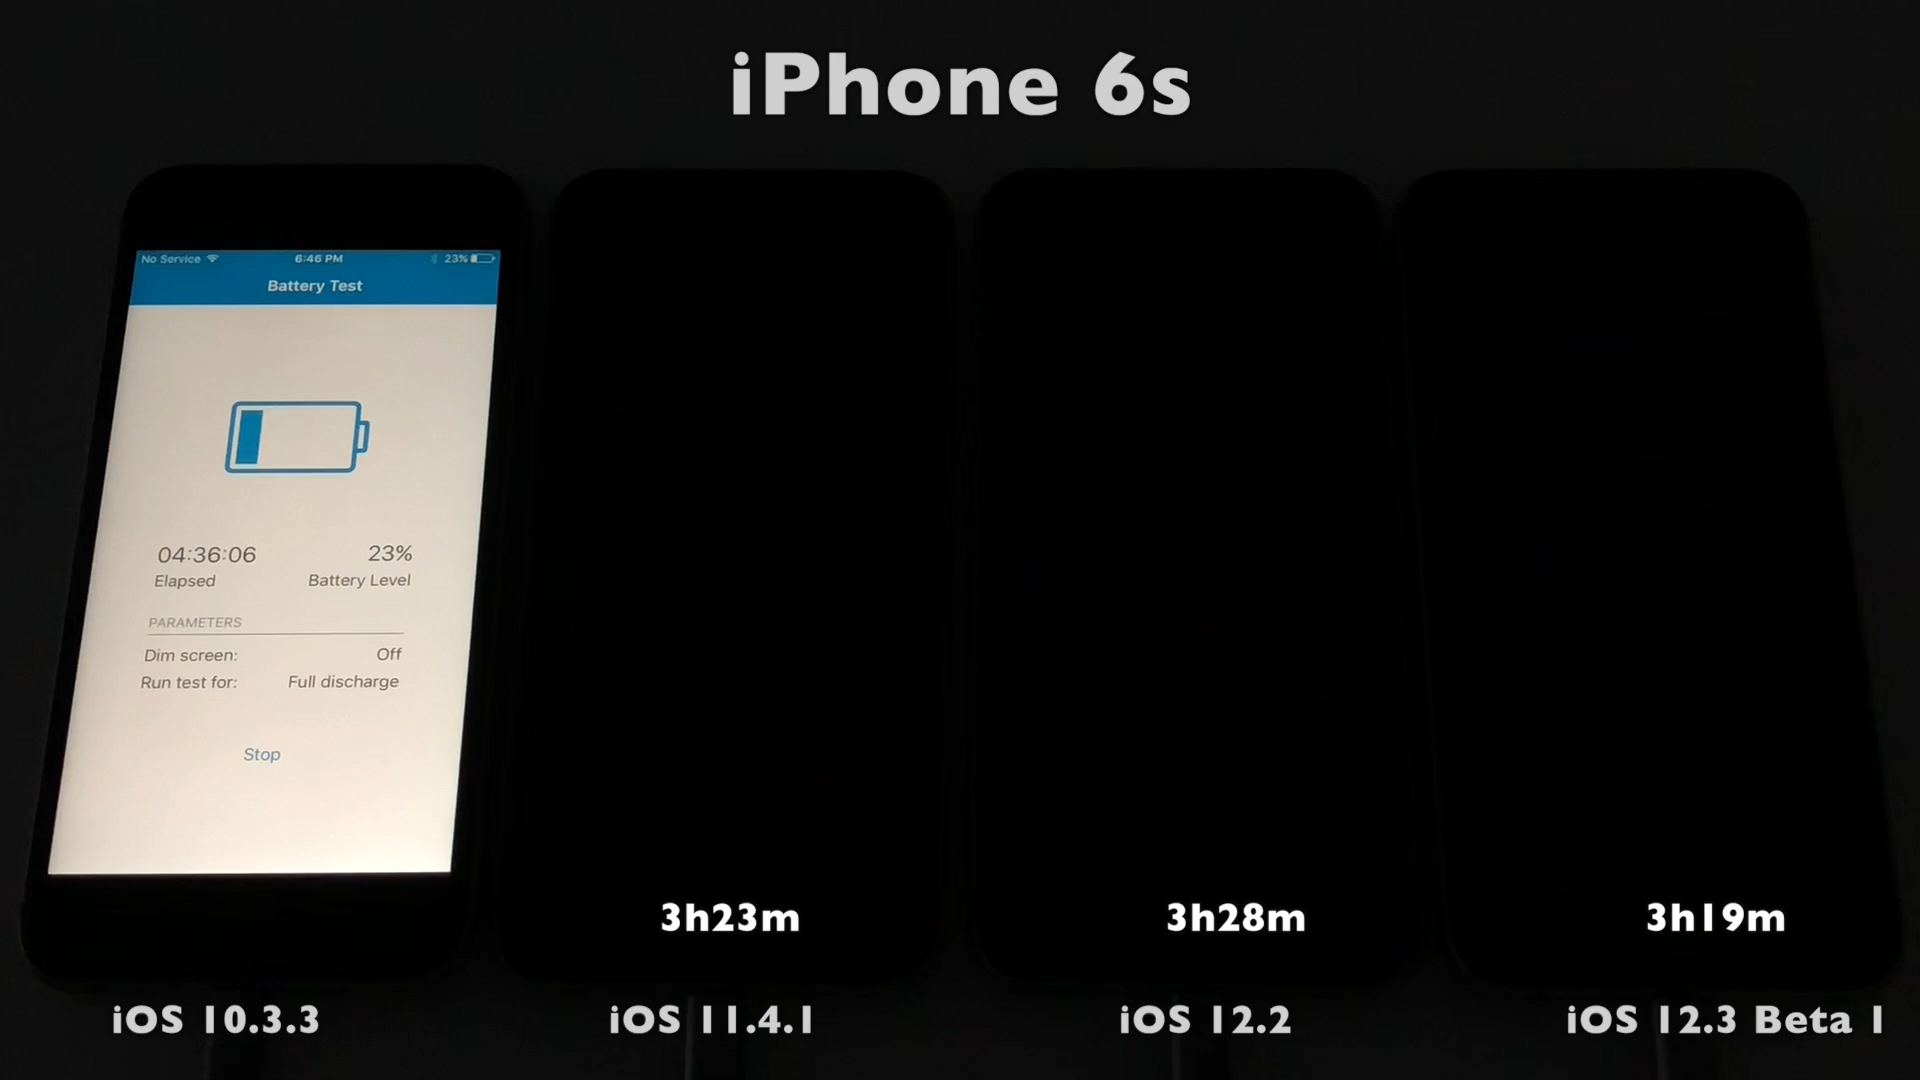 iPhone 6s
No Service 6:46 PM 23%
Battery Test
04:36:06 23%
Elapsed Battery Level
PARAMETERS
Dim screen: Off
Run test for: Full discharge
Stop
3h23m 3h28m 3h19m
iOS 10.3.3 iOS 11.4.1 iOS 12.2 iOS 12.3 Beta 1